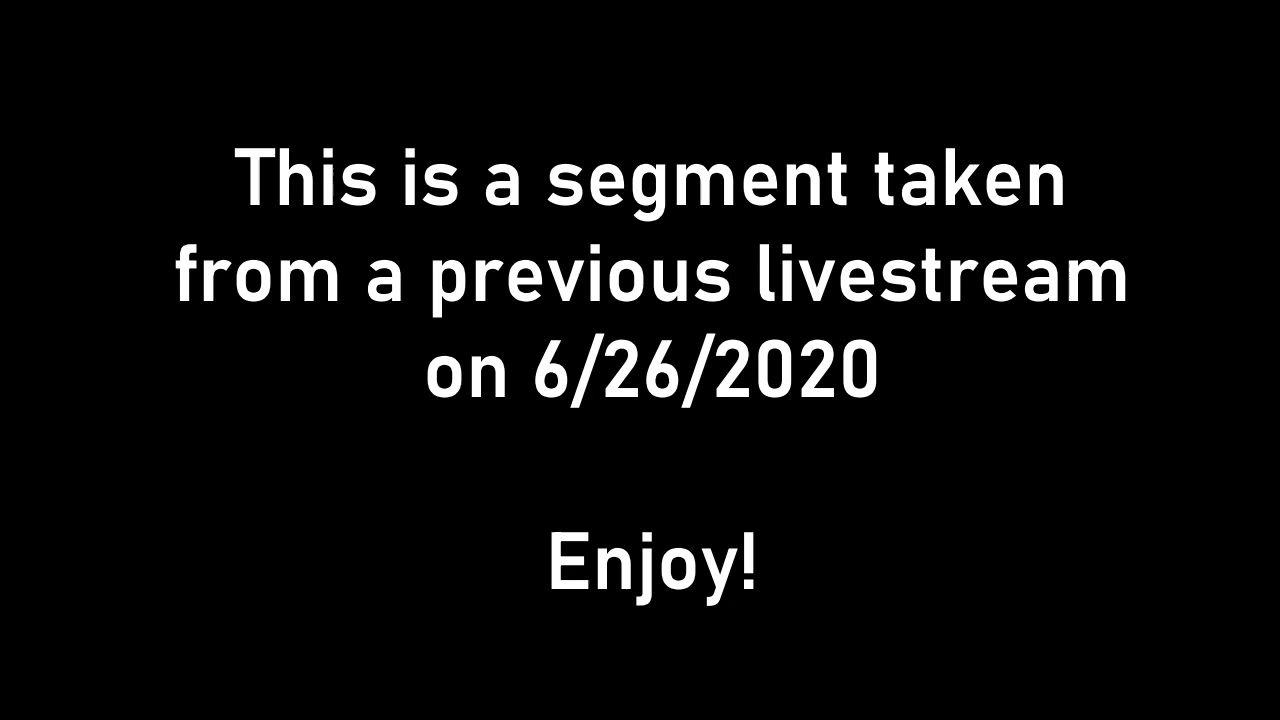 This is a segment taken
from a previous livestream
on 6/26/2020
Enjoy!